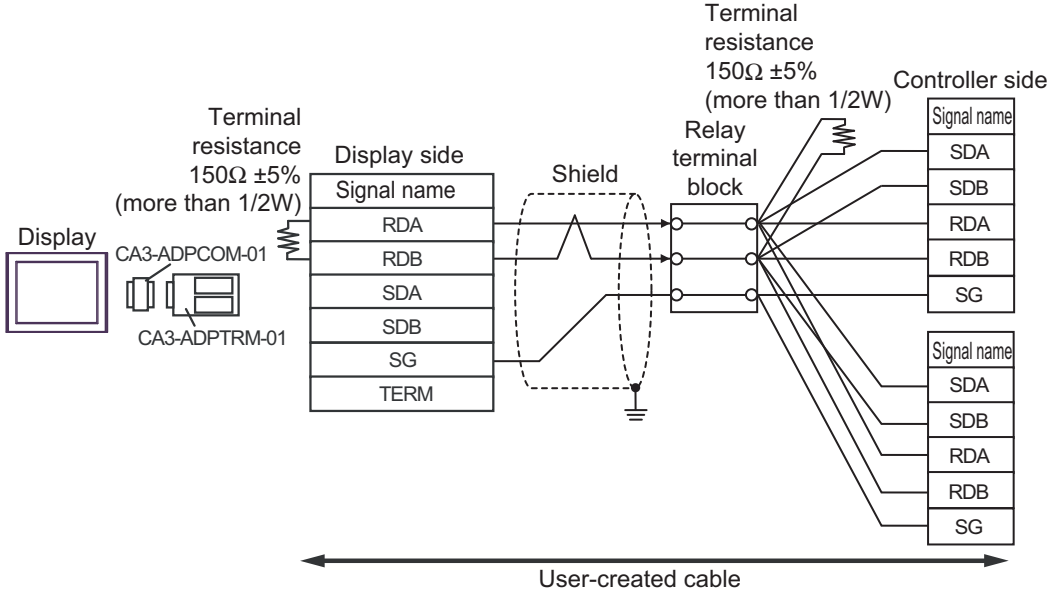 Terminal
resistance
150Ω ±5%
(more than 1/2W)
Controller side
Signal name
SDA
SDB
RDA
RDB
SG
Relay
terminal
block
Shield
Terminal
resistance
150Ω ±5%
(more than 1/2W)
Display side
Signal name
RDA
RDB
SDA
SDB
SG
TERM
Display
CA3-ADPCOM-01
CA3-ADPTRM-01
Signal name
SDA
SDB
RDA
RDB
SG
User-created cable